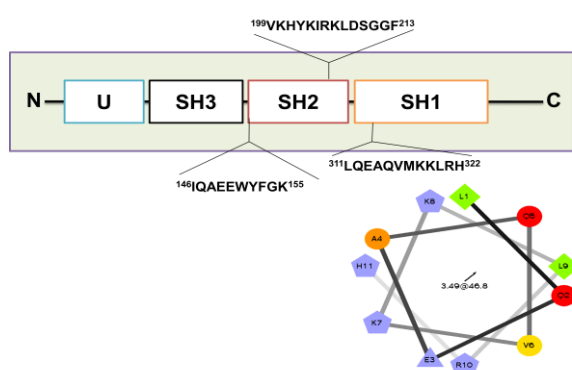 ¹⁹⁹VKHYKIRKLDSGGF²¹³
N U SH3 SH2 SH1 C
¹⁴⁶IQAEEWYFGK¹⁵⁵
³¹¹LQEAQVMKKLRH³²²
L1
K8
Q5
A4
H11
L9
3.49@46.8
Q2
K7
V6
E3
R10